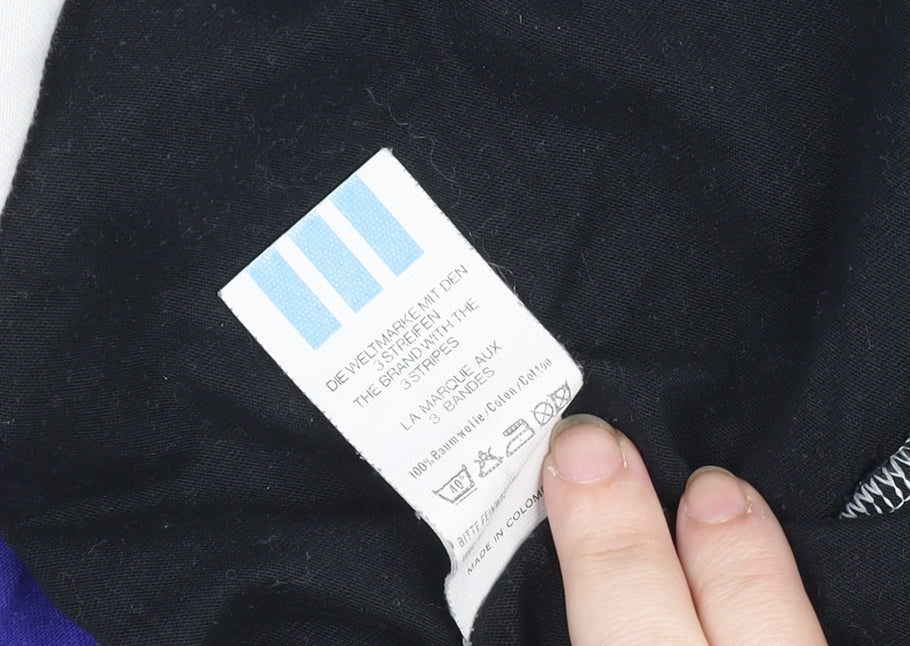 DIE WELTMARKE MIT DEN
3 STREIFEN
THE BRAND WITH THE
3 STRIPES
LA MARQUE AUX
3 BANDES
100% Baumwolle/Coton/Cotton
40°
BITTE
MADE IN